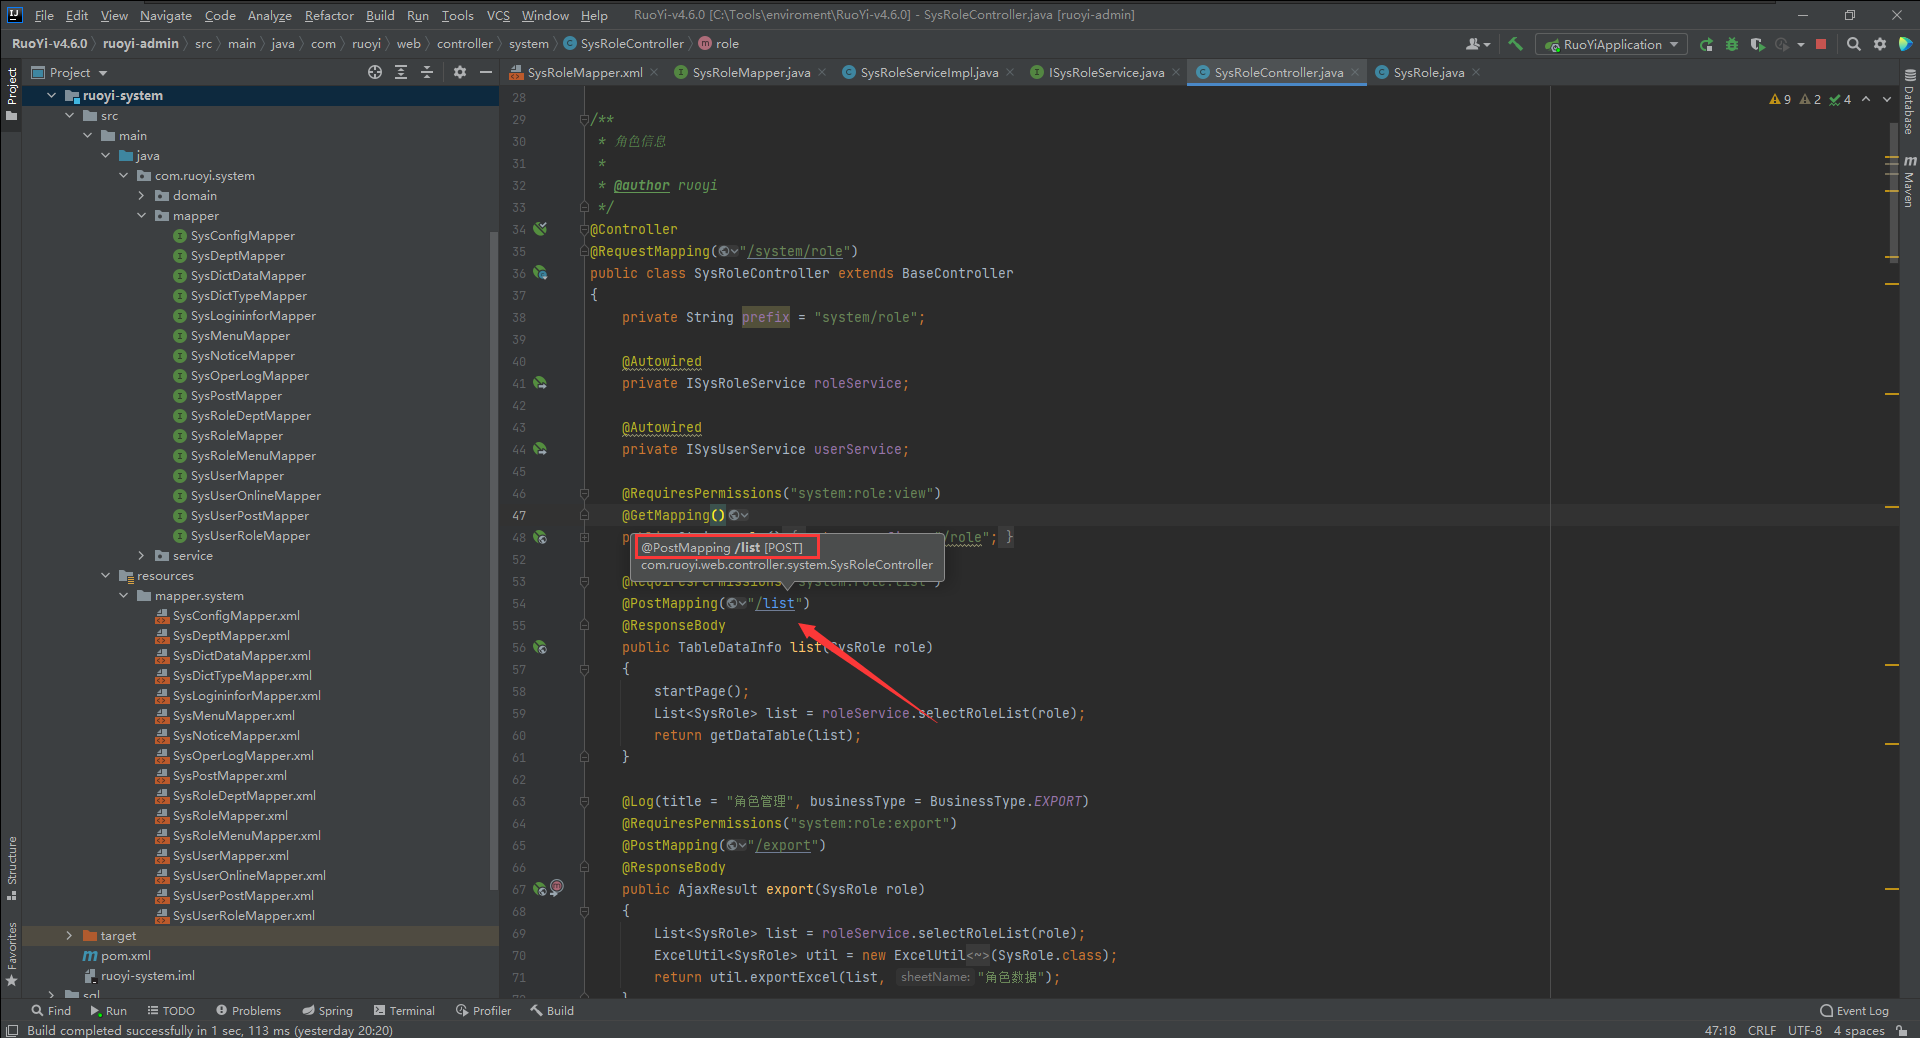 File Edit View Navigate Code Analyze Refactor Build Run Tools VCS Window Help RuoYi-v4.6.0 [C:\Tools\enviroment\RuoYi-v4.6.0] - SysRoleController.java [ruoyi-admin]
RuoYi-v4.6.0 ruoyi-admin src main java com ruoyi web controller system SysRoleController role RuoYiApplication
Project
SysRoleMapper.xml SysRoleMapper.java SysRoleServiceImpl.java ISysRoleService.java SysRoleController.java SysRole.java
Project
Structure
Favorites
ruoyi-system
src
main
java
com.ruoyi.system
domain
mapper
SysConfigMapper
SysDeptMapper
SysDictDataMapper
SysDictTypeMapper
SysLogininforMapper
SysMenuMapper
SysNoticeMapper
SysOperLogMapper
SysPostMapper
SysRoleDeptMapper
SysRoleMapper
SysRoleMenuMapper
SysUserMapper
SysUserOnlineMapper
SysUserPostMapper
SysUserRoleMapper
service
resources
mapper.system
SysConfigMapper.xml
SysDeptMapper.xml
SysDictDataMapper.xml
SysDictTypeMapper.xml
SysLogininforMapper.xml
SysMenuMapper.xml
SysNoticeMapper.xml
SysOperLogMapper.xml
SysPostMapper.xml
SysRoleDeptMapper.xml
SysRoleMapper.xml
SysRoleMenuMapper.xml
SysUserMapper.xml
SysUserOnlineMapper.xml
SysUserPostMapper.xml
SysUserRoleMapper.xml
target
pom.xml
ruoyi-system.iml
sql
9 2 4
28
29 /**
30 * 角色信息
31 *
32 * @author ruoyi
33 */
34 @Controller
35 @RequestMapping("/system/role")
36 public class SysRoleController extends BaseController
37 {
38 private String prefix = "system/role";
39
40 @Autowired
41 private ISysRoleService roleService;
42
43 @Autowired
44 private ISysUserService userService;
45
46 @RequiresPermissions("system:role:view")
47 @GetMapping()
48 /role"; }
@PostMapping /list [POST]
com.ruoyi.web.controller.system.SysRoleController
52
53 @RequiresPermissions("system:role:list")
54 @PostMapping("/list")
55 @ResponseBody
56 public TableDataInfo list(SysRole role)
57 {
58 startPage();
59 List<SysRole> list = roleService.selectRoleList(role);
60 return getDataTable(list);
61 }
62
63 @Log(title = "角色管理", businessType = BusinessType.EXPORT)
64 @RequiresPermissions("system:role:export")
65 @PostMapping("/export")
66 @ResponseBody
67 public AjaxResult export(SysRole role)
68 {
69 List<SysRole> list = roleService.selectRoleList(role);
70 ExcelUtil<SysRole> util = new ExcelUtil<~>(SysRole.class);
71 return util.exportExcel(list, sheetName: "角色数据");
}
Database
Maven
Find Run TODO Problems Spring Terminal Profiler Build Event Log
Build completed successfully in 1 sec, 113 ms (yesterday 20:20) 47:18 CRLF UTF-8 4 spaces